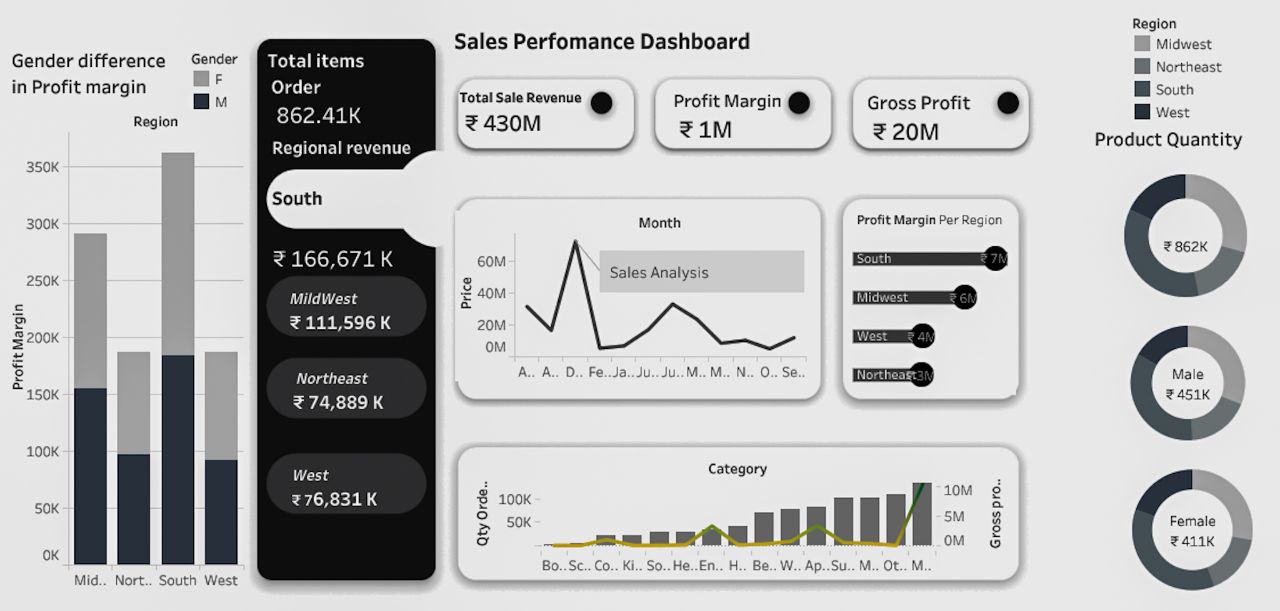 Gender difference
in Profit margin
Gender
F
M
Region
Profit Margin
350K
300K
250K
200K
150K
100K
50K
0K
Mid..
Nort..
South
West
Total items
Order
862.41K
Regional revenue
South
₹ 166,671 K
MildWest
₹ 111,596 K
Northeast
₹ 74,889 K
West
₹ 76,831 K
Sales Perfomance Dashboard
Total Sale Revenue
₹ 430M
Profit Margin
₹ 1M
Gross Profit
₹ 20M
Month
Price
60M
40M
20M
0M
Sales Analysis
A..
A..
D..
Fe..
Ja..
Ju..
Ju..
M..
M..
N..
O..
Se..
Profit Margin Per Region
South
₹ 7M
Midwest
₹ 6M
West
₹ 4M
Northeast
₹3M
Category
Qty Orde..
100K
50K
10M
5M
0M
Gross pro..
Bo..
Sc..
Co..
Ki..
So..
He..
En..
H..
Be..
W..
Ap..
Su..
M..
Ot..
M..
Region
Midwest
Northeast
South
West
Product Quantity
₹ 862K
Male
₹ 451K
Female
₹ 411K